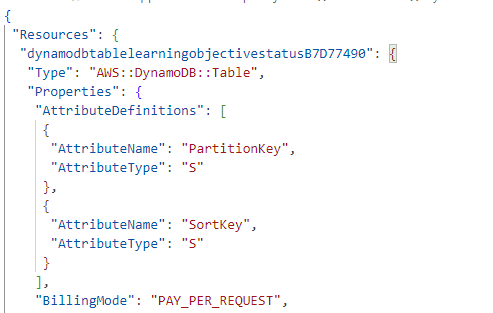 {
"Resources": {
"dynamodbtablelearningobjectivestatusB7D77490": {
"Type": "AWS::DynamoDB::Table",
"Properties": {
"AttributeDefinitions": [
{
"AttributeName": "PartitionKey",
"AttributeType": "S"
},
{
"AttributeName": "SortKey",
"AttributeType": "S"
}
],
"BillingMode": "PAY_PER_REQUEST",